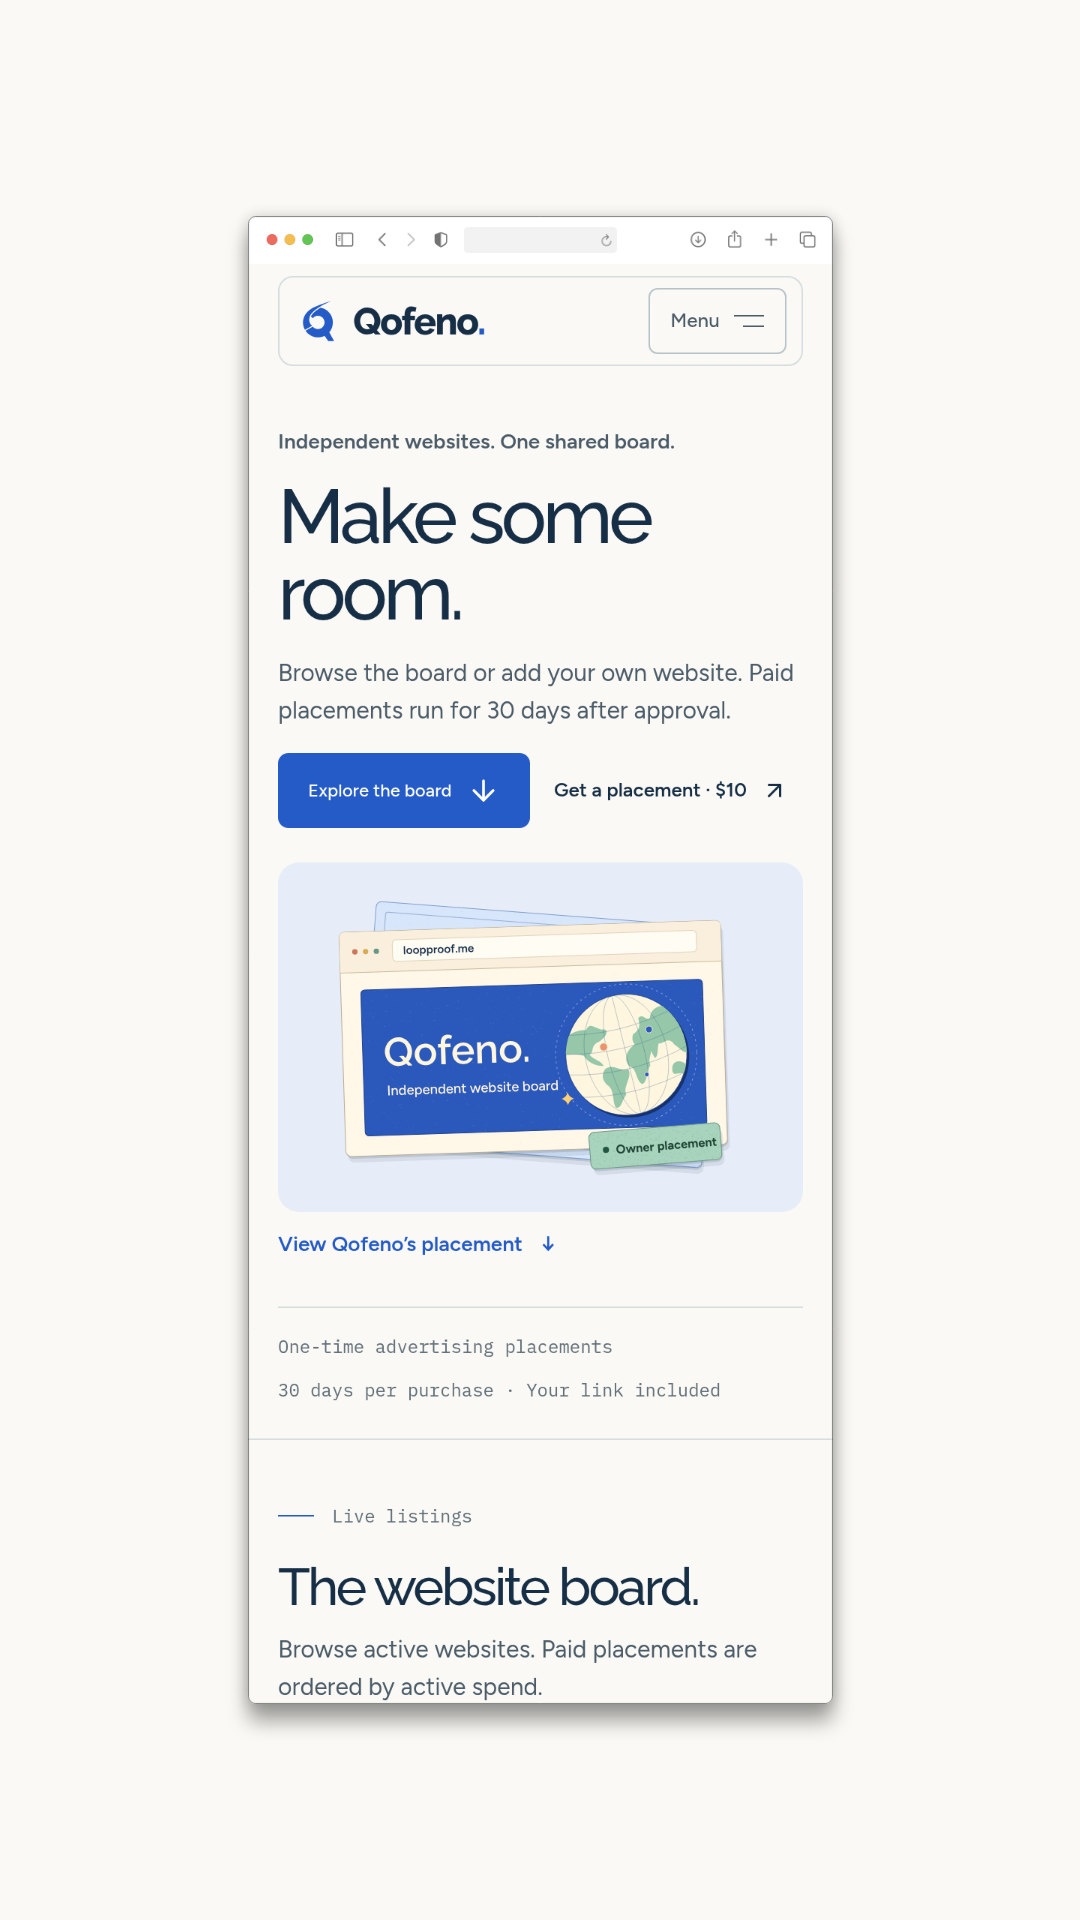 Qofeno.
Menu
Independent websites. One shared board.
Make some
room.
Browse the board or add your own website. Paid
placements run for 30 days after approval.
Explore the board
Get a placement · $10
loopproof.me
Qofeno.
Independent website board
Owner placement
View Qofeno’s placement
One-time advertising placements
30 days per purchase · Your link included
Live listings
The website board.
Browse active websites. Paid placements are
ordered by active spend.